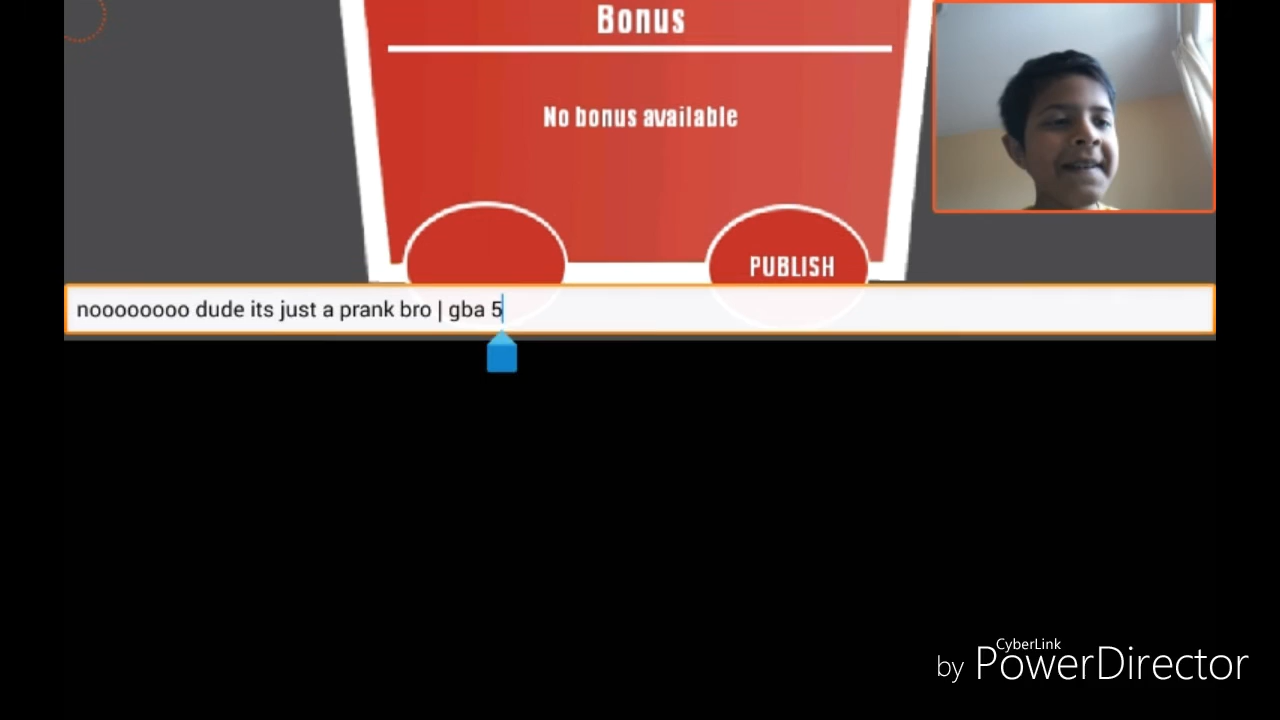 Bonus
No bonus available
PUBLISH
noooooooo dude its just a prank bro | gba 5
CyberLink
by PowerDirector